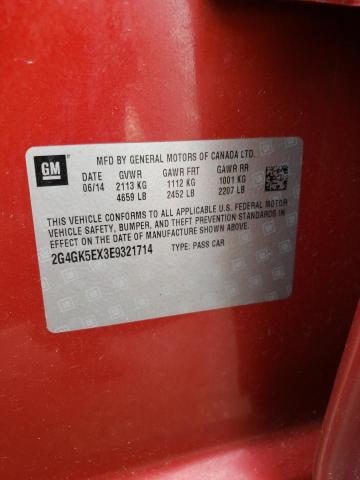 GM
MFD BY GENERAL MOTORS OF CANADA LTD.
DATE GVWR GAWR FRT GAWR RR
06/14 2113 KG 1112 KG 1001 KG
4659 LB 2452 LB 2207 LB
THIS VEHICLE CONFORMS TO ALL APPLICABLE U.S. FEDERAL MOTOR
VEHICLE SAFETY, BUMPER, AND THEFT PREVENTION STANDARDS IN
EFFECT ON THE DATE OF MANUFACTURE SHOWN ABOVE.
2G4GK5EX3E9321714 TYPE: PASS CAR